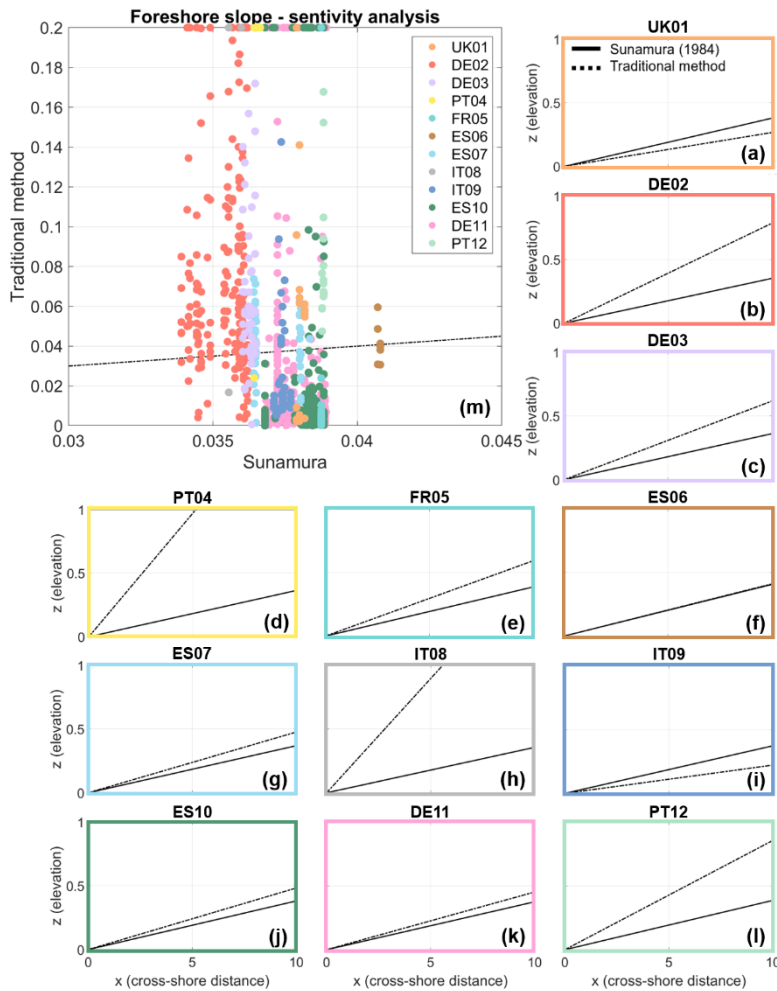 Foreshore slope - sentivity analysis
0.2
0.18
0.16
0.14
0.12
0.1
0.08
0.06
0.04
0.02
0
Traditional method
0.03
0.035
0.04
0.045
Sunamura
(m)
UK01
DE02
DE03
PT04
FR05
ES06
ES07
IT08
IT09
ES10
DE11
PT12
UK01
1
0.5
0
z (elevation)
Sunamura (1984)
Traditional method
(a)
DE02
1
0.5
0
z (elevation)
(b)
DE03
1
0.5
0
z (elevation)
(c)
PT04
1
0.5
0
z (elevation)
(d)
FR05
(e)
ES06
(f)
ES07
1
0.5
0
z (elevation)
(g)
IT08
(h)
IT09
(i)
ES10
1
0.5
0
z (elevation)
(j)
0
5
10
x (cross-shore distance)
DE11
(k)
0
5
10
x (cross-shore distance)
PT12
(l)
0
5
10
x (cross-shore distance)